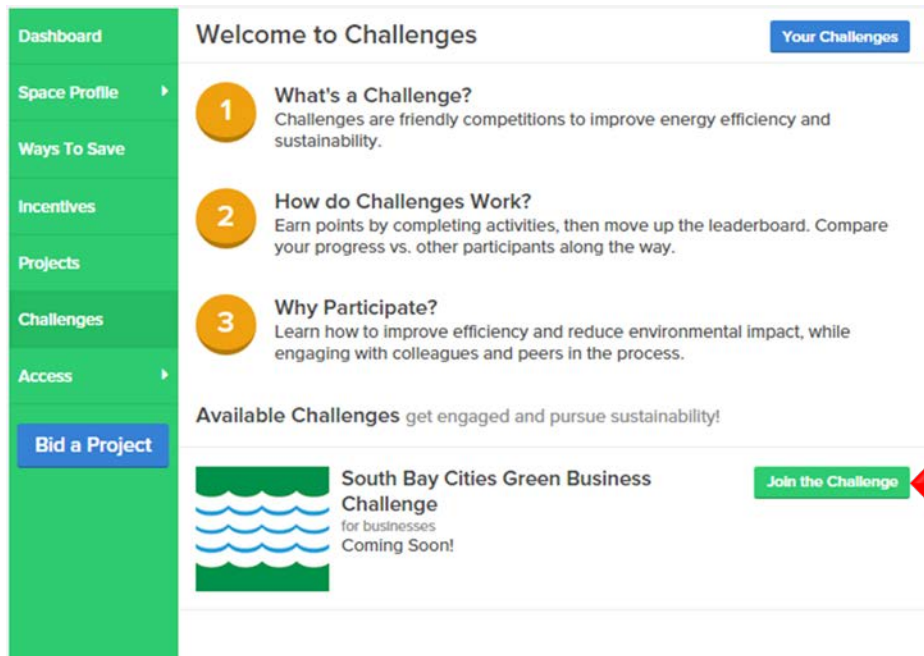 Dashboard
Space Profile
Ways To Save
Incentives
Projects
Challenges
Access
Bid a Project
Welcome to Challenges
Your Challenges
1
What's a Challenge?
Challenges are friendly competitions to improve energy efficiency and
sustainability.
2
How do Challenges Work?
Earn points by completing activities, then move up the leaderboard. Compare
your progress vs. other participants along the way.
3
Why Participate?
Learn how to improve efficiency and reduce environmental impact, while
engaging with colleagues and peers in the process.
Available Challenges get engaged and pursue sustainability!
South Bay Cities Green Business
Challenge
for businesses
Coming Soon!
Join the Challenge